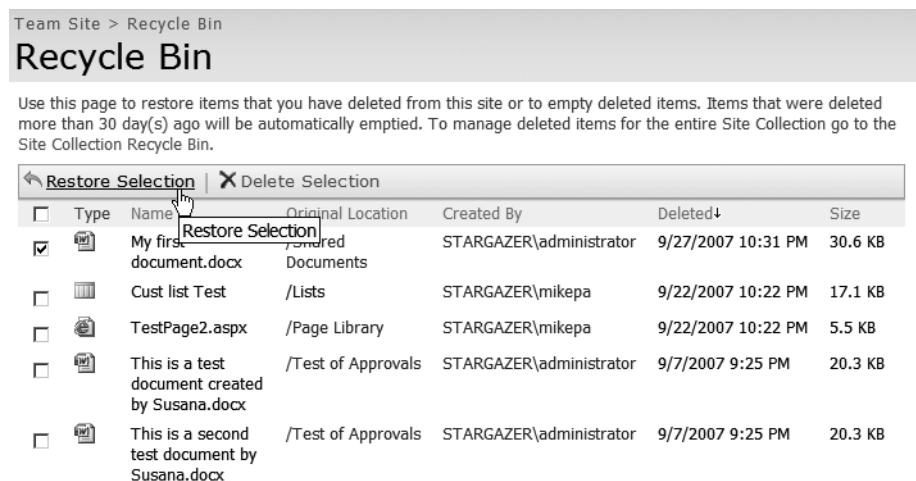 Team Site > Recycle Bin
Recycle Bin
Use this page to restore items that you have deleted from this site or to empty deleted items. Items that were deleted
more than 30 day(s) ago will be automatically emptied. To manage deleted items for the entire Site Collection go to the
Site Collection Recycle Bin.
Restore Selection | Delete Selection
Type Name Original Location Created By Deleted Size
Restore Selection
My first /Shared STARGAZER\administrator 9/27/2007 10:31 PM 30.6 KB
document.docx Documents
Cust list Test /Lists STARGAZER\mikepa 9/22/2007 10:22 PM 17.1 KB
TestPage2.aspx /Page Library STARGAZER\mikepa 9/22/2007 10:22 PM 5.5 KB
This is a test /Test of Approvals STARGAZER\administrator 9/7/2007 9:25 PM 20.3 KB
document created
by Susana.docx
This is a second /Test of Approvals STARGAZER\administrator 9/7/2007 9:25 PM 20.3 KB
test document by
Susana.docx